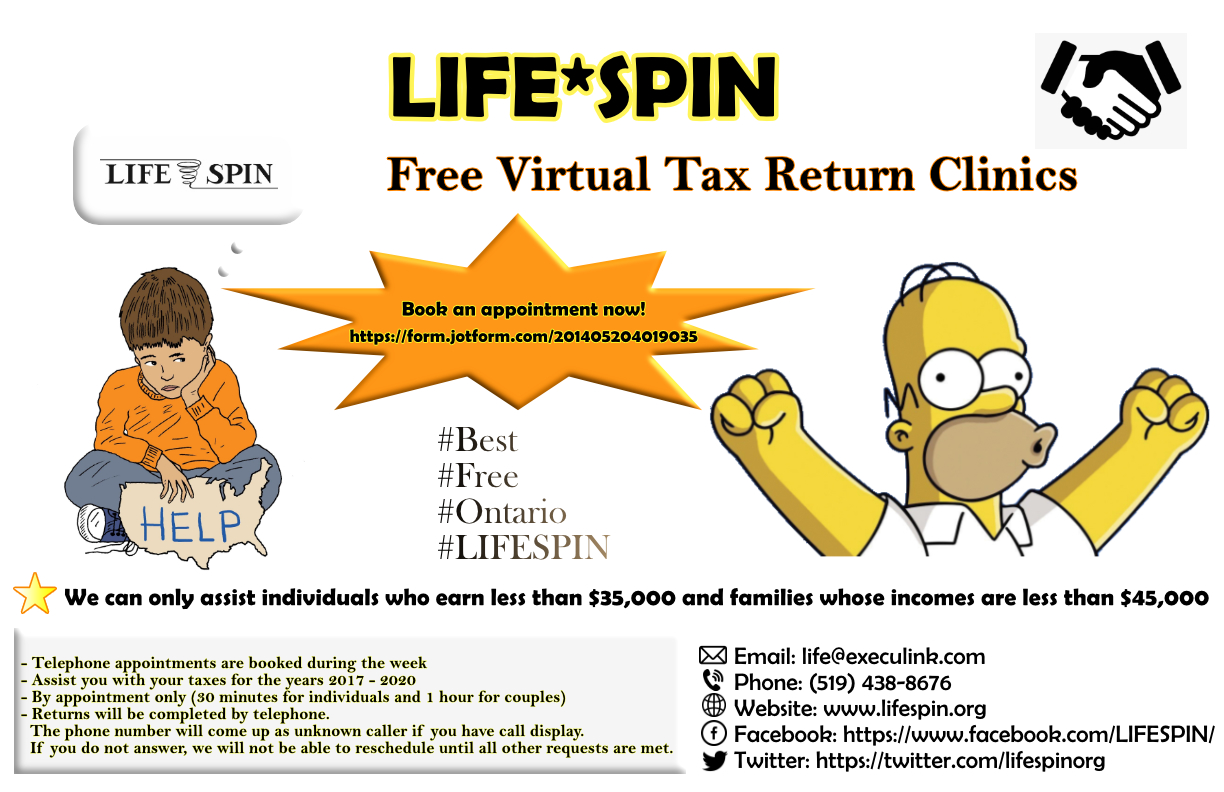 LIFE*SPIN
LIFE SPIN
Free Virtual Tax Return Clinics
Book an appointment now!
https://form.jotform.com/201405204019035
#Best
#Free
#Ontario
#LIFESPIN
HELP
We can only assist individuals who earn less than $35,000 and families whose incomes are less than $45,000
- Telephone appointments are booked during the week
- Assist you with your taxes for the years 2017 - 2020
- By appointment only (30 minutes for individuals and 1 hour for couples)
- Returns will be completed by telephone.
The phone number will come up as unknown caller if you have call display.
If you do not answer, we will not be able to reschedule until all other requests are met.
Email: life@execulink.com
Phone: (519) 438-8676
Website: www.lifespin.org
Facebook: https://www.facebook.com/LIFESPIN/
Twitter: https://twitter.com/lifespinorg